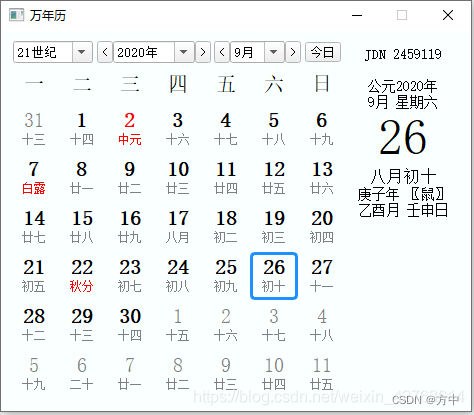 万年历
21世纪 < 2020年 > < 9月 > 今日
一 二 三 四 五 六 日
31 1 2 3 4 5 6
十三 十四 中元 十六 十七 十八 十九
7 8 9 10 11 12 13
白露 廿一 廿二 廿三 廿四 廿五 廿六
14 15 16 17 18 19 20
廿七 廿八 廿九 八月 初二 初三 初四
21 22 23 24 25 26 27
初五 秋分 初七 初八 初九 初十 十一
28 29 30 1 2 3 4
十二 十三 十四 十五 十六 十七 十八
5 6 7 8 9 10 11
十九 二十 廿一 廿二 廿三 廿四 廿五
JDN 2459119
公元2020年
9月 星期六
26
八月初十
庚子年 〖鼠〗
乙酉月 壬申日
CSDN @方中